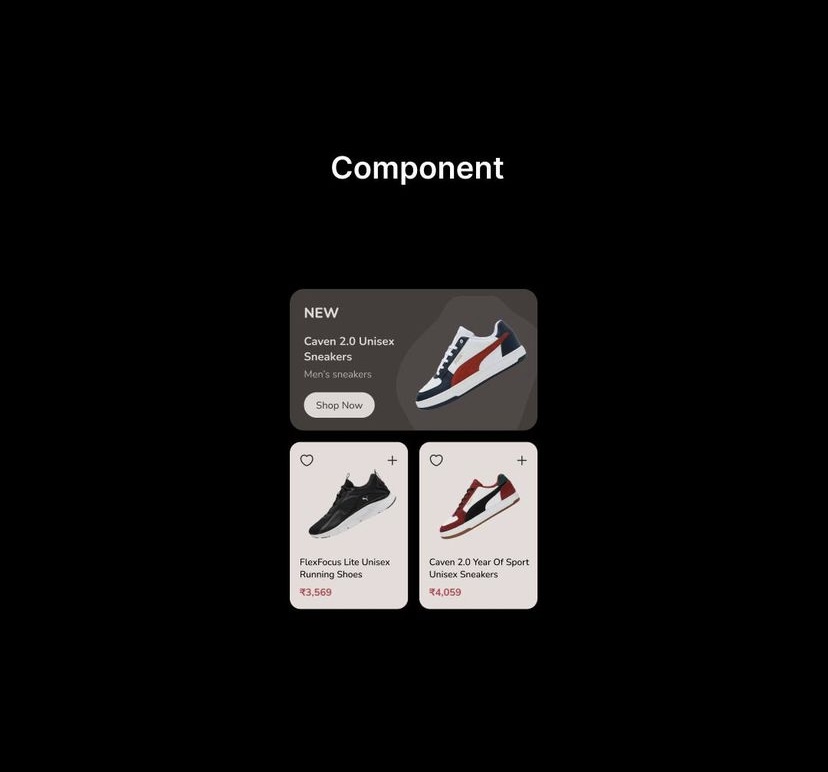 Component
NEW
Caven 2.0 Unisex
Sneakers
Men's sneakers
Shop Now
FlexFocus Lite Unisex
Running Shoes
₹3,569
Caven 2.0 Year Of Sport
Unisex Sneakers
₹4,059